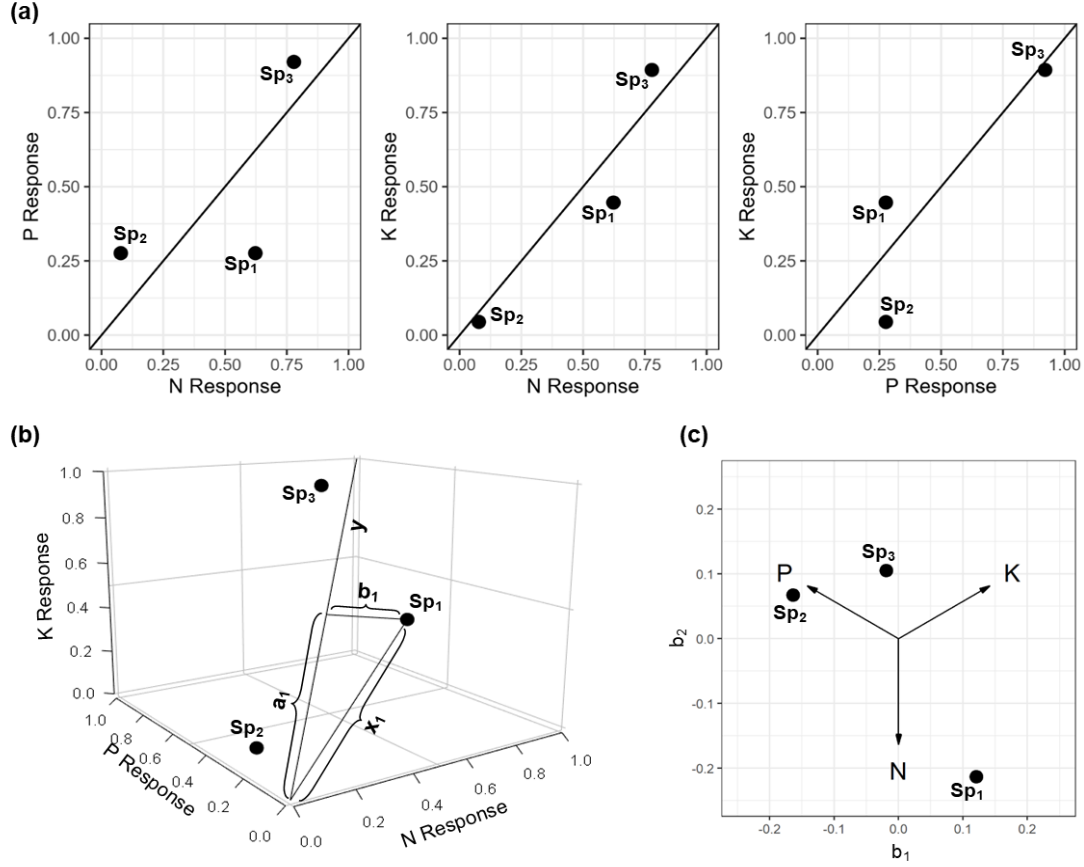 (a)
1.00
0.75
0.50
0.25
0.00
P Response
Sp3
Sp2
Sp1
0.00 0.25 0.50 0.75 1.00
N Response
1.00
0.75
0.50
0.25
0.00
K Response
Sp3
Sp1
Sp2
0.00 0.25 0.50 0.75 1.00
N Response
1.00
0.75
0.50
0.25
0.00
K Response
Sp3
Sp1
Sp2
0.00 0.25 0.50 0.75 1.00
P Response
(b)
1.0
0.8
0.6
0.4
0.2
0.0
K Response
Sp3
y
b1
Sp1
a1
x1
Sp2
1.0
0.8
0.6
0.4
0.2
0.0
P Response
0.0
0.2
0.4
0.6
0.8
1.0
N Response
(c)
0.2
0.1
0.0
-0.1
-0.2
b2
Sp3
P
K
Sp2
N
Sp1
-0.2 -0.1 0.0 0.1 0.2
b1